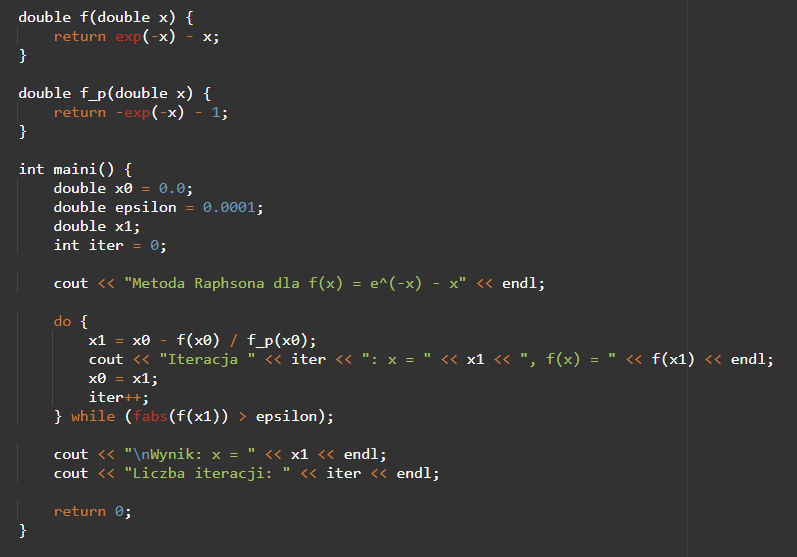 double f(double x) {
    return exp(-x) - x;
}

double f_p(double x) {
    return -exp(-x) - 1;
}

int maini() {
    double x0 = 0.0;
    double epsilon = 0.0001;
    double x1;
    int iter = 0;

    cout << "Metoda Raphsona dla f(x) = e^(-x) - x" << endl;

    do {
        x1 = x0 - f(x0) / f_p(x0);
        cout << "Iteracja " << iter << ": x = " << x1 << ", f(x) = " << f(x1) << endl;
        x0 = x1;
        iter++;
    } while (fabs(f(x1)) > epsilon);

    cout << "\nWynik: x = " << x1 << endl;
    cout << "Liczba iteracji: " << iter << endl;

    return 0;
}